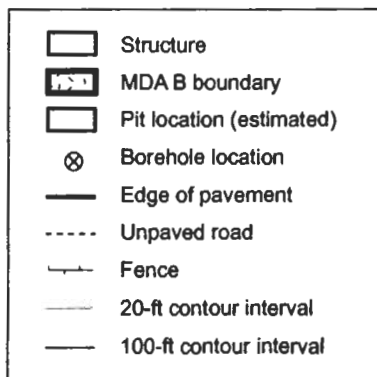 Structure
MDA B boundary
Pit location (estimated)
Borehole location
Edge of pavement
Unpaved road
Fence
20-ft contour interval
100-ft contour interval